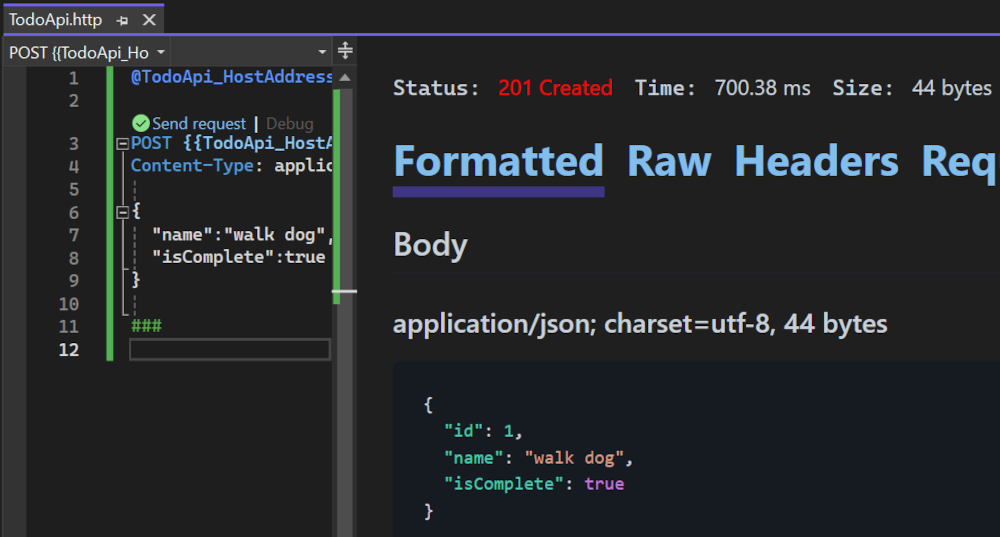 TodoApi.http
POST {{TodoApi_Ho
1 @TodoApi_HostAddress
2
Send request | Debug
3 POST {{TodoApi_HostA
4 Content-Type: applic
5
6 {
7 "name":"walk dog",
8 "isComplete":true
9 }
10
11 ###
12
Status: 201 Created Time: 700.38 ms Size: 44 bytes
Formatted Raw Headers Req
Body
application/json; charset=utf-8, 44 bytes
{
"id": 1,
"name": "walk dog",
"isComplete": true
}